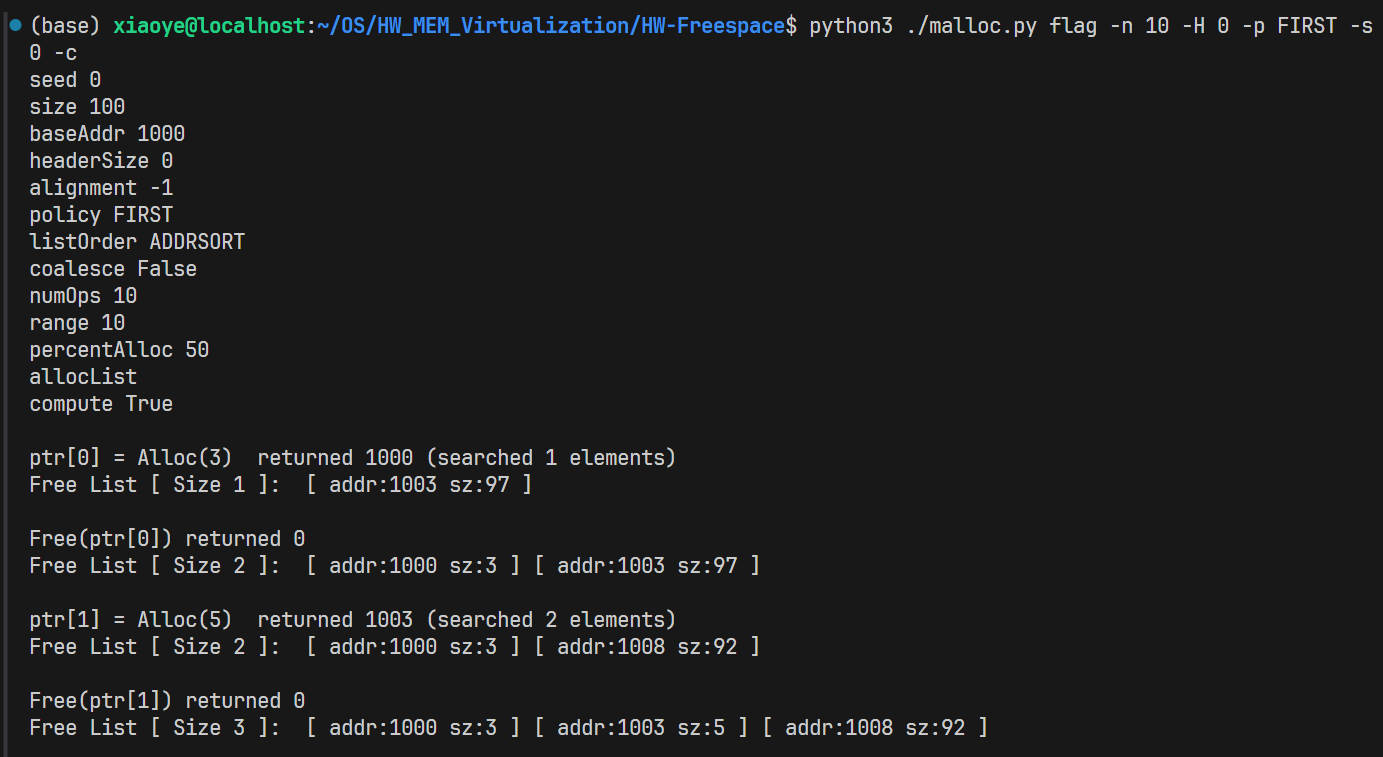 (base) xiaoye@localhost:~/OS/HW_MEM_Virtualization/HW-Freespace$ python3 ./malloc.py flag -n 10 -H 0 -p FIRST -s
0 -c
seed 0
size 100
baseAddr 1000
headerSize 0
alignment -1
policy FIRST
listOrder ADDRSORT
coalesce False
numOps 10
range 10
percentAlloc 50
allocList
compute True

ptr[0] = Alloc(3)  returned 1000 (searched 1 elements)
Free List [ Size 1 ]:  [ addr:1003 sz:97 ]

Free(ptr[0]) returned 0
Free List [ Size 2 ]:  [ addr:1000 sz:3 ] [ addr:1003 sz:97 ]

ptr[1] = Alloc(5)  returned 1003 (searched 2 elements)
Free List [ Size 2 ]:  [ addr:1000 sz:3 ] [ addr:1008 sz:92 ]

Free(ptr[1]) returned 0
Free List [ Size 3 ]:  [ addr:1000 sz:3 ] [ addr:1003 sz:5 ] [ addr:1008 sz:92 ]